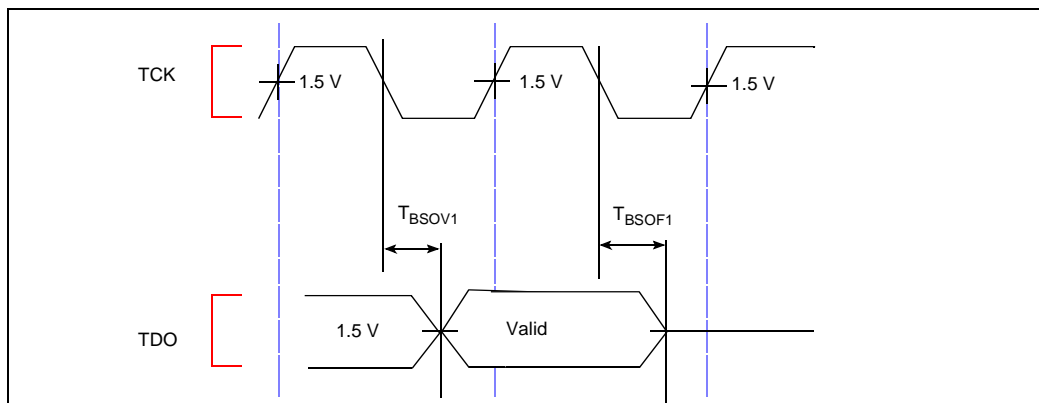 TCK
1.5 V
1.5 V
1.5 V
TBSOV1
TBSOF1
TDO
1.5 V
Valid